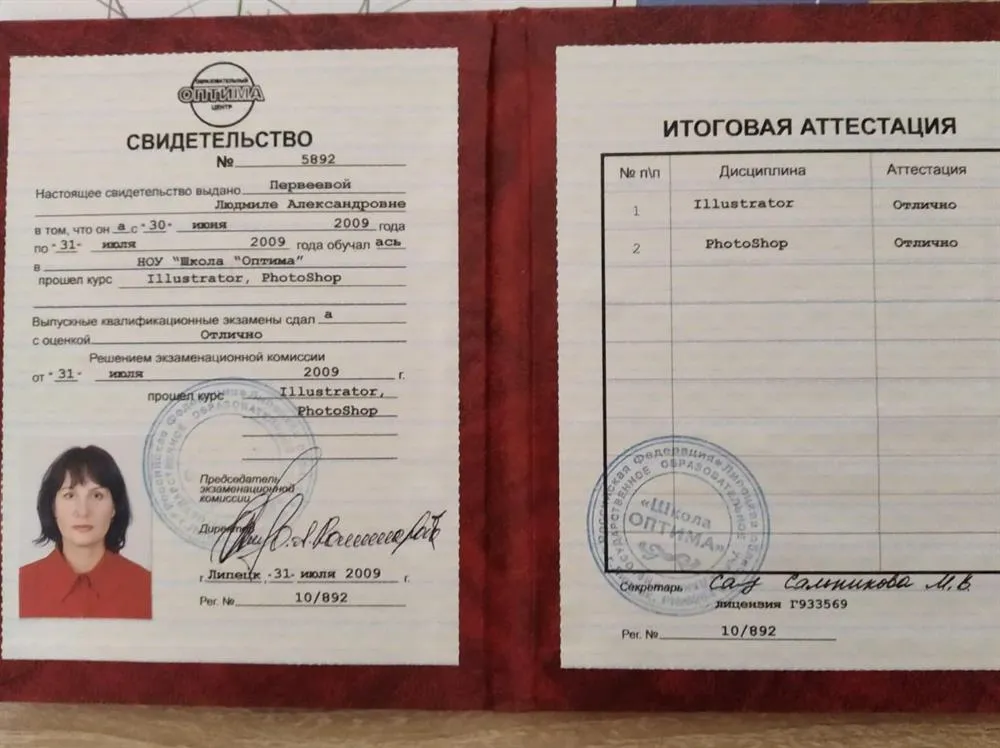 ОБРАЗОВАТЕЛЬНЫЙ
ОПТИМА
ЦЕНТР
СВИДЕТЕЛЬСТВО
№ 5892
Настоящее свидетельство выдано Первеевой
Людмиле Александровне
в том, что он а с "30" июня 2009 года
по "31" июля 2009 года обучал ась
в НОУ "Школа "Оптима"
прошел курс Illustrator, PhotoShop
Выпускные квалификационные экзамены сдал а
с оценкой Отлично
Решением экзаменационной комиссии
от "31" июля 2009 г.
прошел курс Illustrator,
PhotoShop
Председатель
экзаменационной
комиссии
Директор
г. Липецк "31" июля 2009 г.
Рег. № 10/892
ИТОГОВАЯ АТТЕСТАЦИЯ
№ п\п Дисциплина Аттестация
1 Illustrator Отлично
2 PhotoShop Отлично
«Школа
ОПТИМА»
Секретарь Сальникова М.В.
лицензия Г933569
Рег. № 10/892